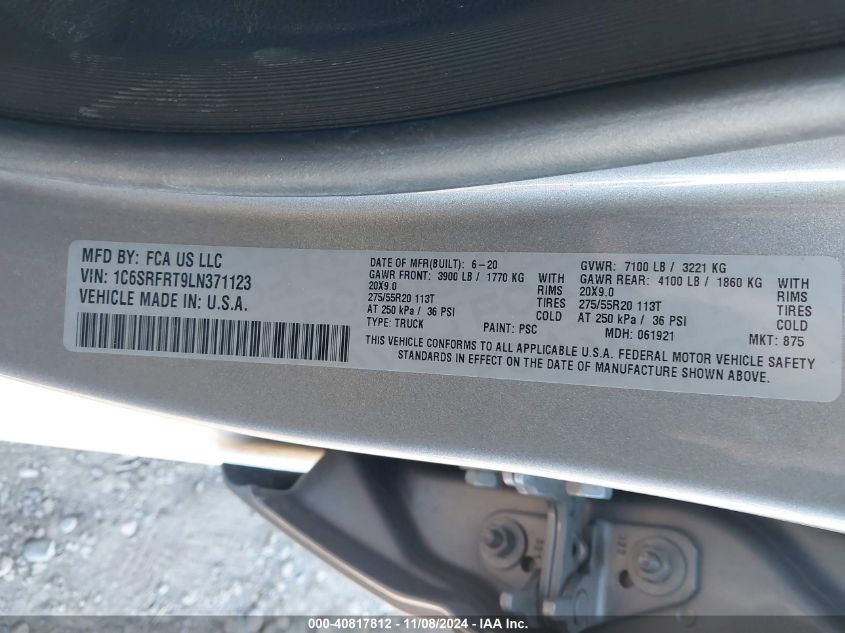 MFD BY: FCA US LLC
VIN: 1C6SRFRT9LN371123
VEHICLE MADE IN: U.S.A.
DATE OF MFR(BUILT): 6-20
GVWR: 7100 LB / 3221 KG
GAWR FRONT: 3900 LB / 1770 KG WITH
GAWR REAR: 4100 LB / 1860 KG WITH
20X9.0 RIMS
20X9.0 RIMS
275/55R20 113T TIRES
275/55R20 113T TIRES
AT 250 kPa / 36 PSI COLD
AT 250 kPa / 36 PSI COLD
TYPE: TRUCK PAINT: PSC MDH: 061921 MKT: 875
THIS VEHICLE CONFORMS TO ALL APPLICABLE U.S.A. FEDERAL MOTOR VEHICLE SAFETY
STANDARDS IN EFFECT ON THE DATE OF MANUFACTURE SHOWN ABOVE.
000-40817812 - 11/08/2024 - IAAI.com